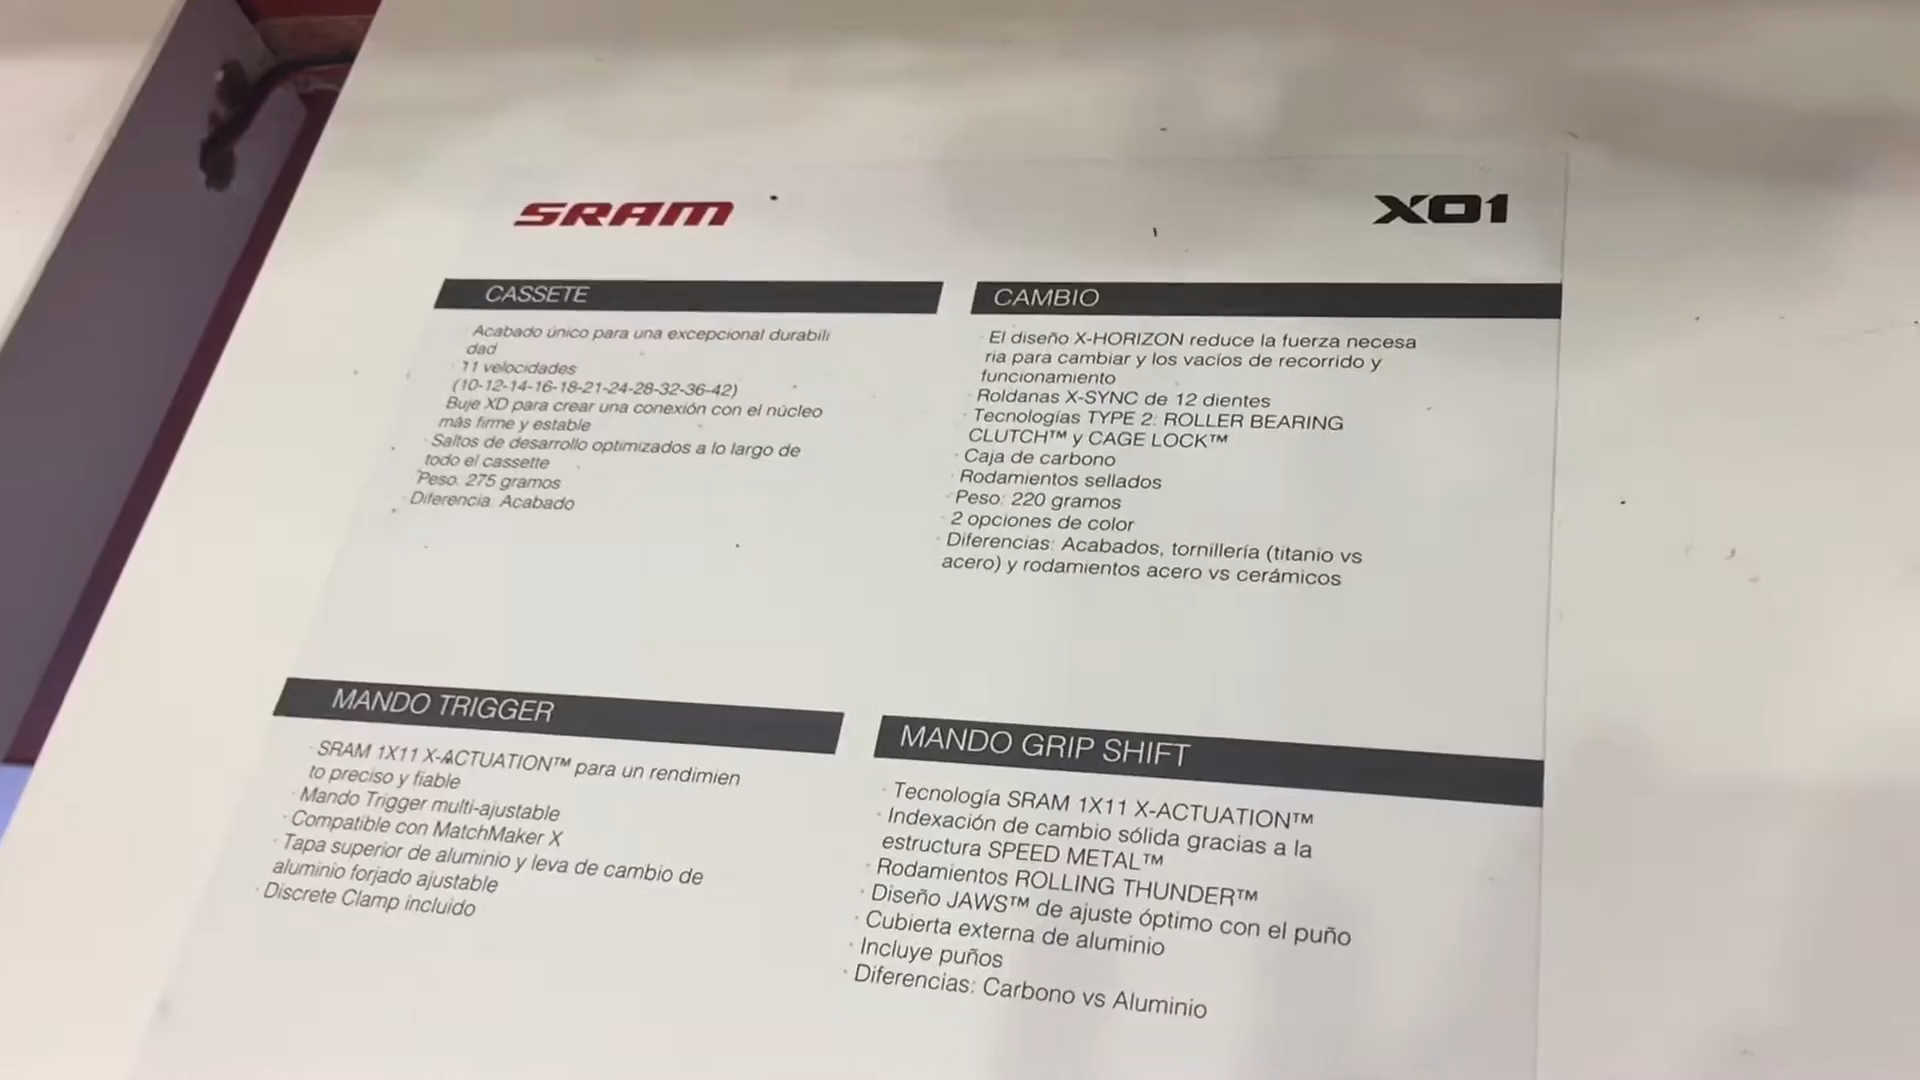 SRAM
X01
CASSETE
· Acabado único para una excepcional durabili
dad
· 11 velocidades
(10-12-14-16-18-21-24-28-32-36-42)
Buje XD para crear una conexión con el núcleo
más firme y estable
· Saltos de desarrollo optimizados a lo largo de
todo el cassette
· Peso: 275 gramos
· Diferencia: Acabado
CAMBIO
· El diseño X-HORIZON reduce la fuerza necesa
ria para cambiar y los vacíos de recorrido y
funcionamiento
· Roldanas X-SYNC de 12 dientes
· Tecnologías TYPE 2: ROLLER BEARING
CLUTCH™ y CAGE LOCK™
· Caja de carbono
· Rodamientos sellados
· Peso: 220 gramos
· 2 opciones de color
· Diferencias: Acabados, tornillería (titanio vs
acero) y rodamientos acero vs cerámicos
MANDO TRIGGER
· SRAM 1X11 X-ACTUATION™ para un rendimien
to preciso y fiable
· Mando Trigger multi-ajustable
· Compatible con MatchMaker X
· Tapa superior de aluminio y leva de cambio de
aluminio forjado ajustable
· Discrete Clamp incluido
MANDO GRIP SHIFT
· Tecnología SRAM 1X11 X-ACTUATION™
· Indexación de cambio sólida gracias a la
estructura SPEED METAL™
· Rodamientos ROLLING THUNDER™
· Diseño JAWS™ de ajuste óptimo con el puño
· Cubierta externa de aluminio
· Incluye puños
· Diferencias: Carbono vs Aluminio